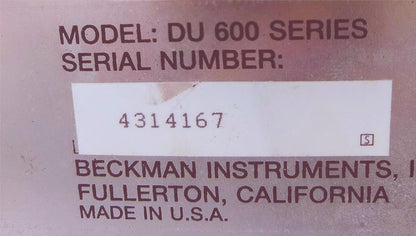 MODEL: DU 600 SERIES
SERIAL NUMBER:
4314167
S
BECKMAN INSTRUMENTS, I
FULLERTON, CALIFORNIA
MADE IN U.S.A.